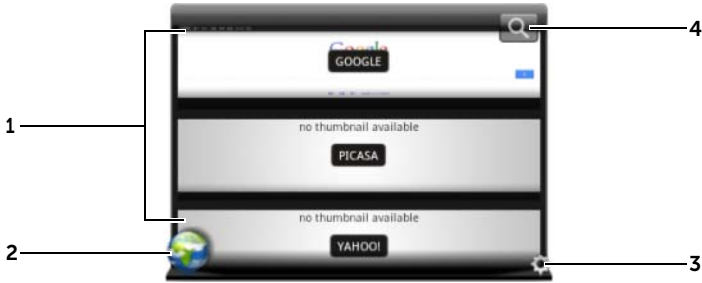 4
Google
GOOGLE
1
no thumbnail available
PICASA
no thumbnail available
2
YAHOO!
3